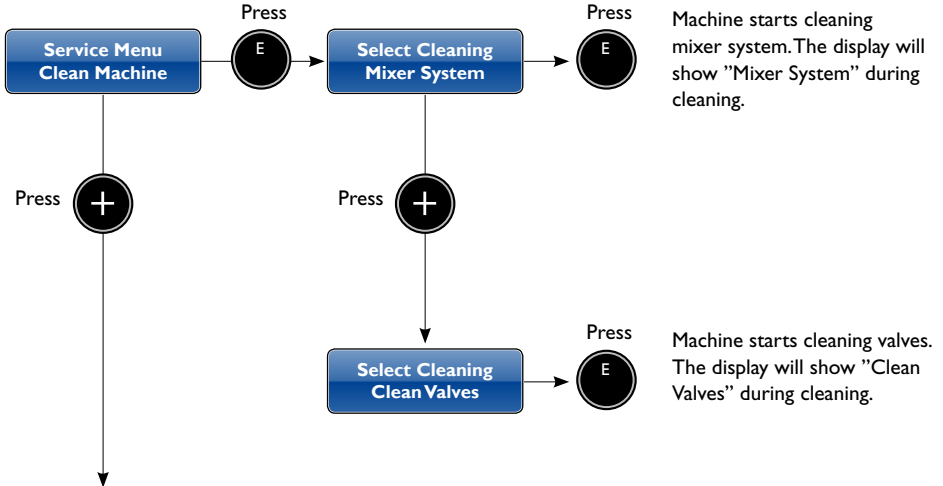 Press
Press
Service Menu
Clean Machine
E
Select Cleaning
Mixer System
E
Machine starts cleaning
mixer system. The display will
show ”Mixer System” during
cleaning.
Press
+
Press
+
Press
Select Cleaning
Clean Valves
E
Machine starts cleaning valves.
The display will show ”Clean
Valves” during cleaning.